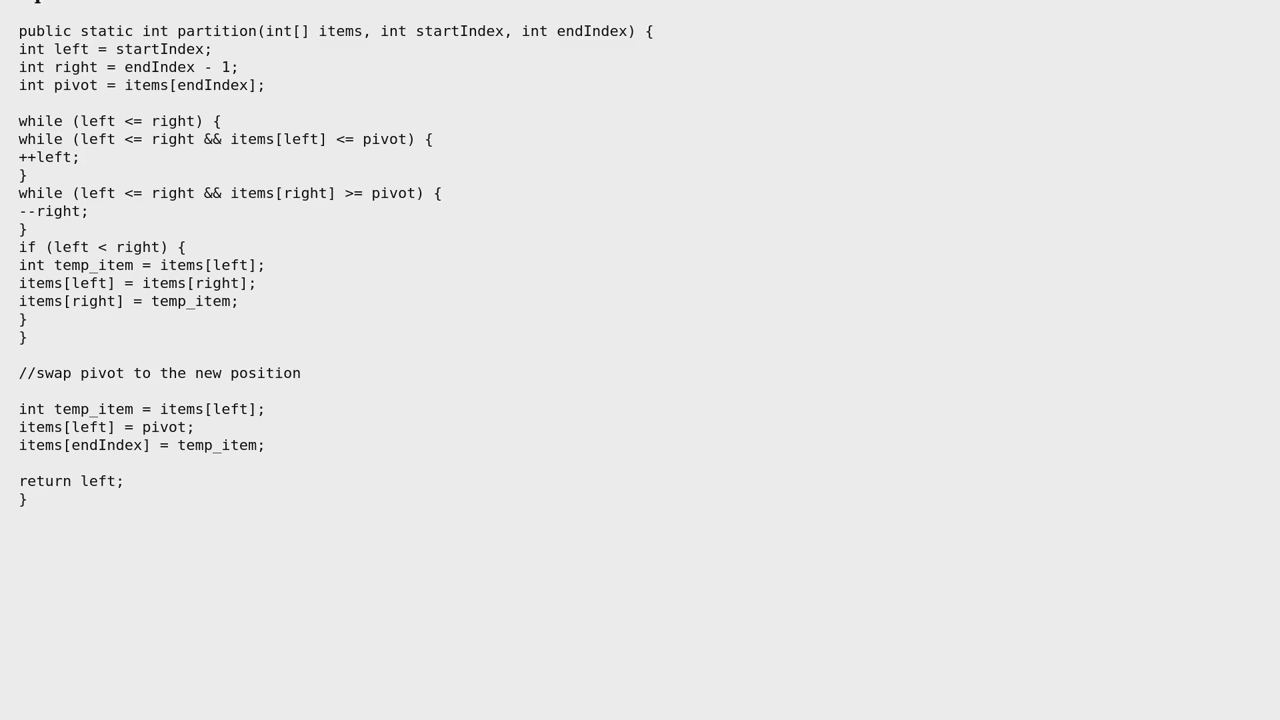 public static int partition(int[] items, int startIndex, int endIndex) {
int left = startIndex;
int right = endIndex - 1;
int pivot = items[endIndex];

while (left <= right) {
while (left <= right && items[left] <= pivot) {
++left;
}
while (left <= right && items[right] >= pivot) {
--right;
}
if (left < right) {
int temp_item = items[left];
items[left] = items[right];
items[right] = temp_item;
}
}

//swap pivot to the new position

int temp_item = items[left];
items[left] = pivot;
items[endIndex] = temp_item;

return left;
}